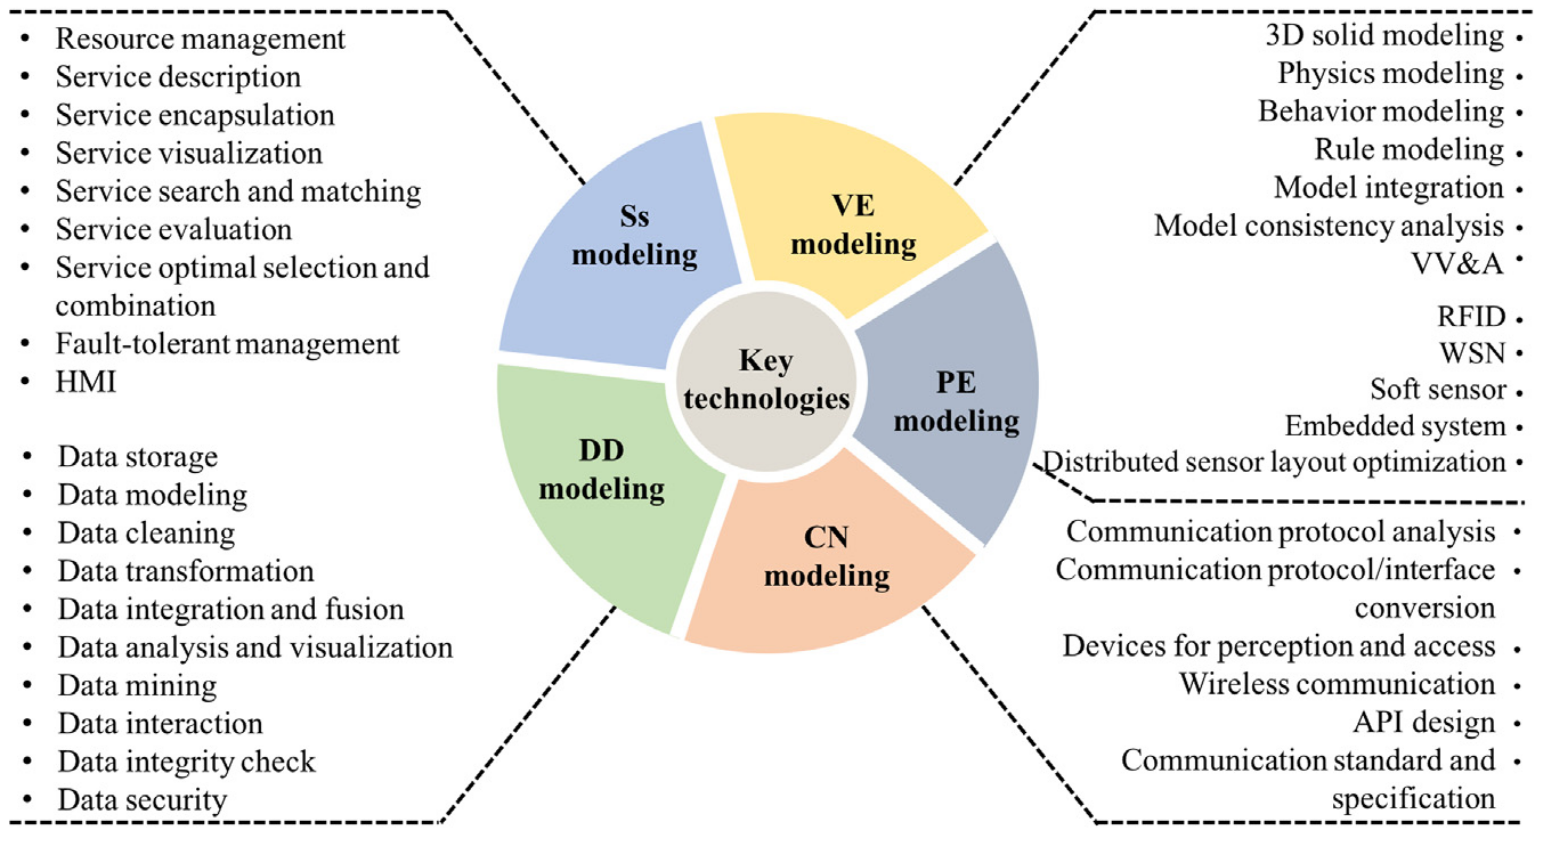 • Resource management
• Service description
• Service encapsulation
• Service visualization
• Service search and matching
• Service evaluation
• Service optimal selection and
combination
• Fault-tolerant management
• HMI
• Data storage
• Data modeling
• Data cleaning
• Data transformation
• Data integration and fusion
• Data analysis and visualization
• Data mining
• Data interaction
• Data integrity check
• Data security
Ss
modeling
VE
modeling
Key
technologies
PE
modeling
DD
modeling
CN
modeling
3D solid modeling •
Physics modeling •
Behavior modeling •
Rule modeling •
Model integration •
Model consistency analysis •
VV&A •
RFID •
WSN •
Soft sensor •
Embedded system •
Distributed sensor layout optimization •
Communication protocol analysis •
Communication protocol/interface •
conversion
Devices for perception and access •
Wireless communication •
API design •
Communication standard and •
specification